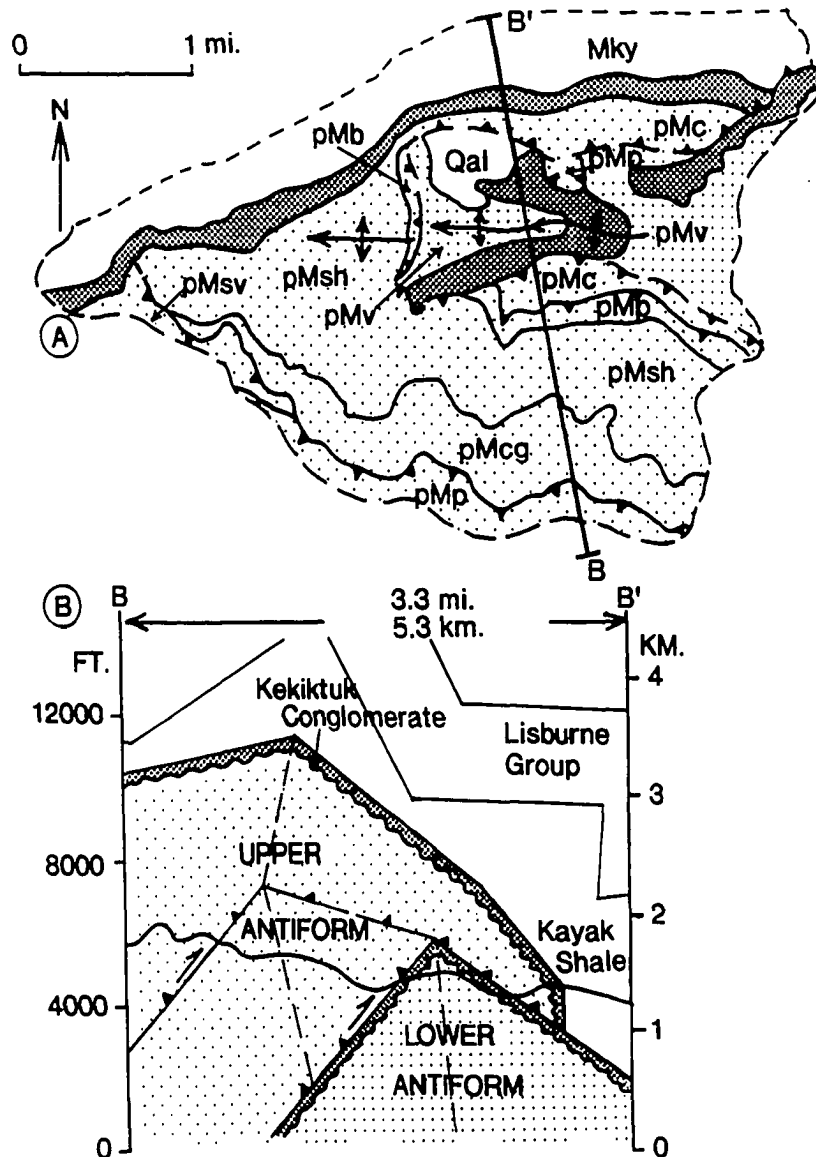 0 1 mi.
B'
Mky
N
pMb
Qal
pMp
pMc
pMsh
pMv
pMsv
pMv
pMc
pMp
A
pMsh
pMcg
pMp
B
B
B
3.3 mi.
B'
5.3 km.
FT.
KM.
4
12000
Kekiktuk
Conglomerate
Lisburne
Group
3
8000
UPPER
ANTIFORM
2
Kayak
Shale
4000
LOWER
1
ANTIFORM
0
0